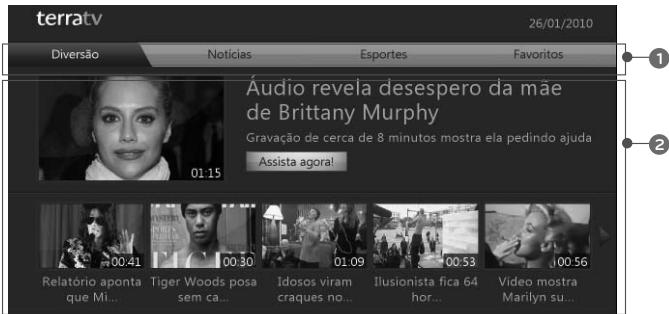 terratv
26/01/2010
Diversão Notícias Esportes Favoritos
1
Áudio revela desespero da mãe
de Brittany Murphy
Gravação de cerca de 8 minutos mostra ela pedindo ajuda
Assista agora!
01:15
2
00:41 00:30 01:09 00:53 00:56
Relatório aponta Tiger Woods posa Idosos viram Ilusionista fica 64 Vídeo mostra
que Mi... sem ca... craques no... hor... Marilyn su...